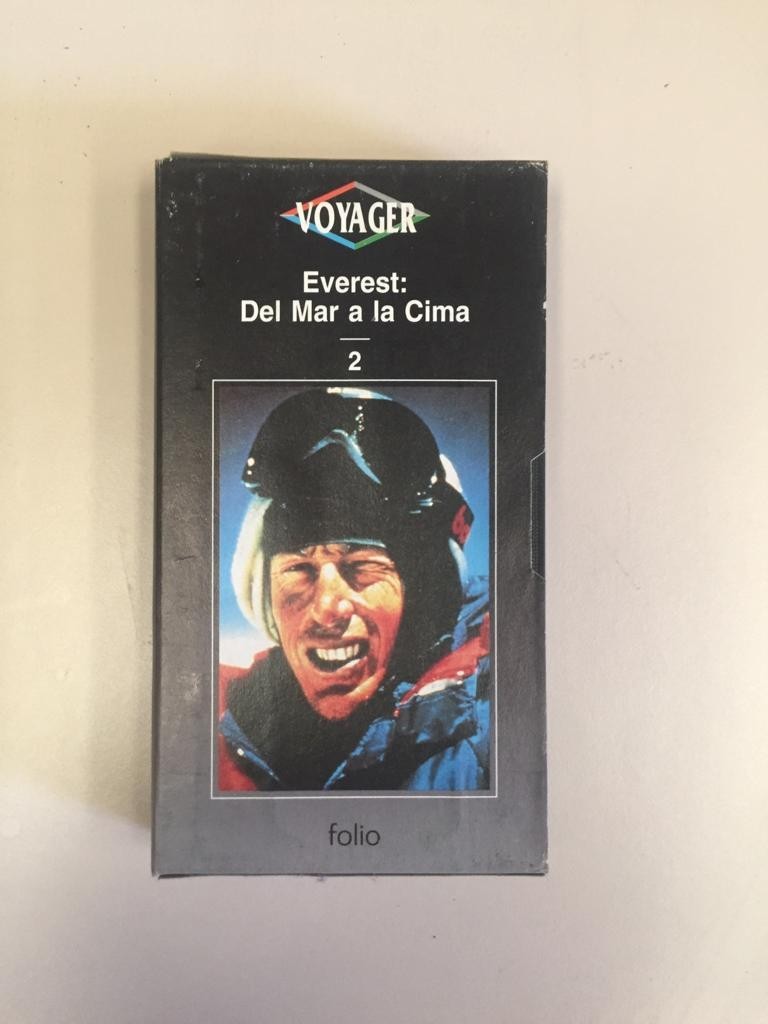 VOYAGER
Everest:
Del Mar a la Cima
2
folio